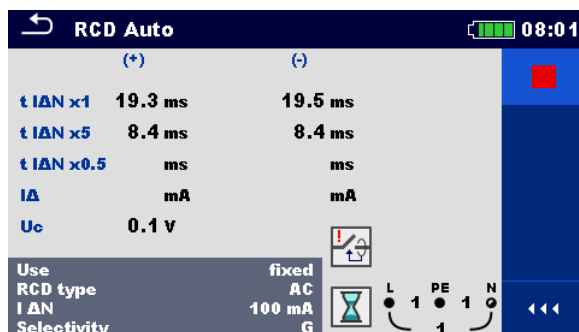 RCD Auto 08:01
(+) (-)
t IΔN x1 19.3 ms 19.5 ms
t IΔN x5 8.4 ms 8.4 ms
t IΔN x0.5 ms ms
IΔ mA mA
Uc 0.1 V
Use fixed
RCD type AC
I ΔN 100 mA
Selectivity G
!
L PE N
1 1
1